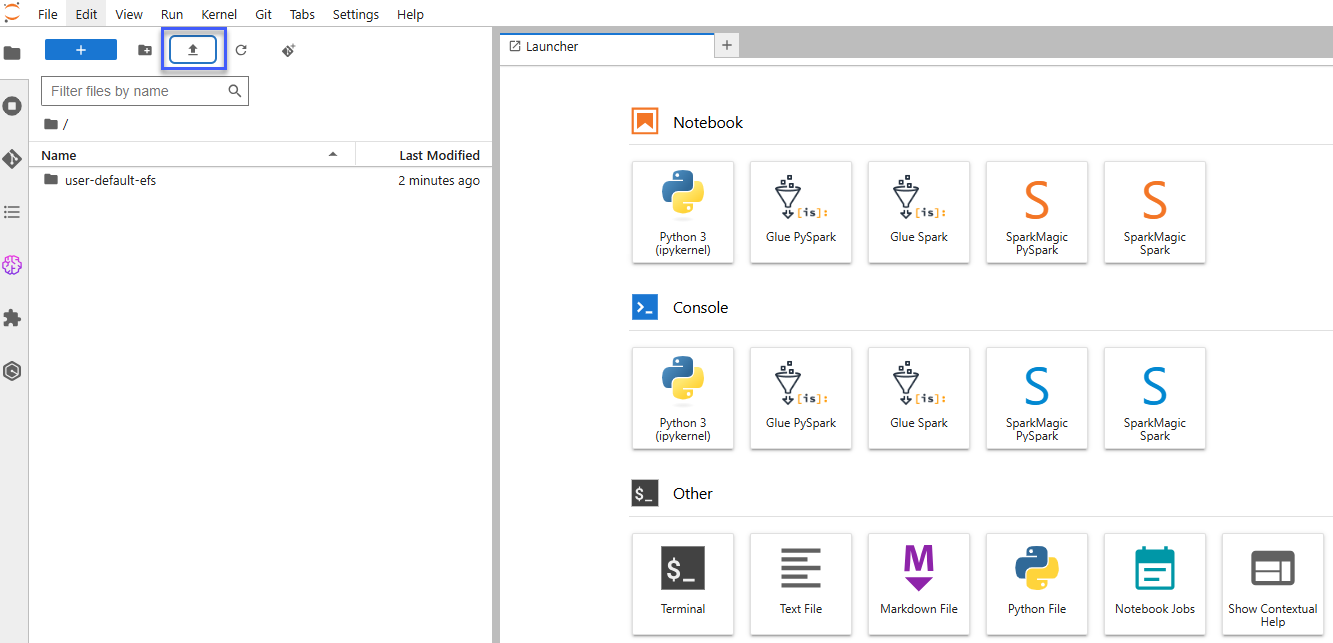 File Edit View Run Kernel Git Tabs Settings Help
+
Filter files by name
/
Name Last Modified
user-default-efs 2 minutes ago
Launcher +
Notebook
Python 3
(ipykernel)
[is]:
Glue PySpark
[is]:
Glue Spark
S
SparkMagic
PySpark
S
SparkMagic
Spark
>_ Console
Python 3
(ipykernel)
[is]:
Glue PySpark
[is]:
Glue Spark
S
SparkMagic
PySpark
S
SparkMagic
Spark
$_ Other
$_
Terminal
Text File
M
Markdown File
Python File
Notebook Jobs
Show Contextual
Help